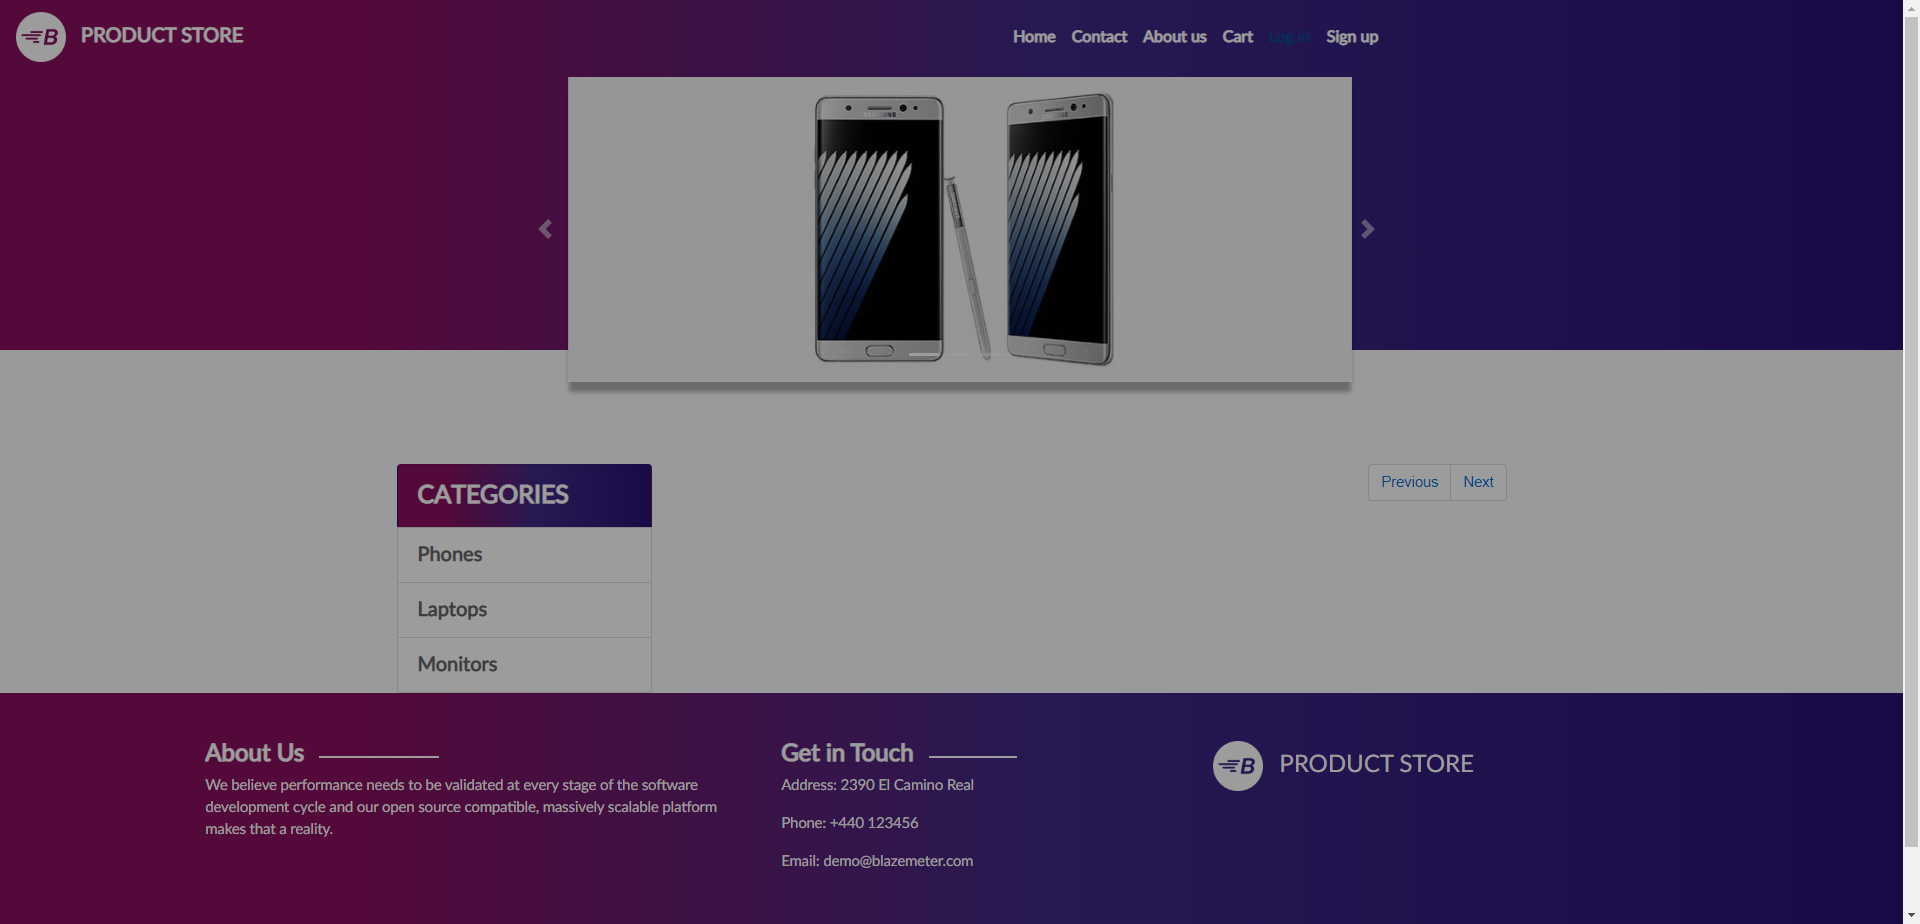 B PRODUCT STORE
Home Contact About us Cart Log in Sign up
SAMSUNG
CATEGORIES
Phones
Laptops
Monitors
Previous Next
About Us
We believe performance needs to be validated at every stage of the software
development cycle and our open source compatible, massively scalable platform
makes that a reality.
Get in Touch
Address: 2390 El Camino Real
Phone: +440 123456
Email: demo@blazemeter.com
B PRODUCT STORE